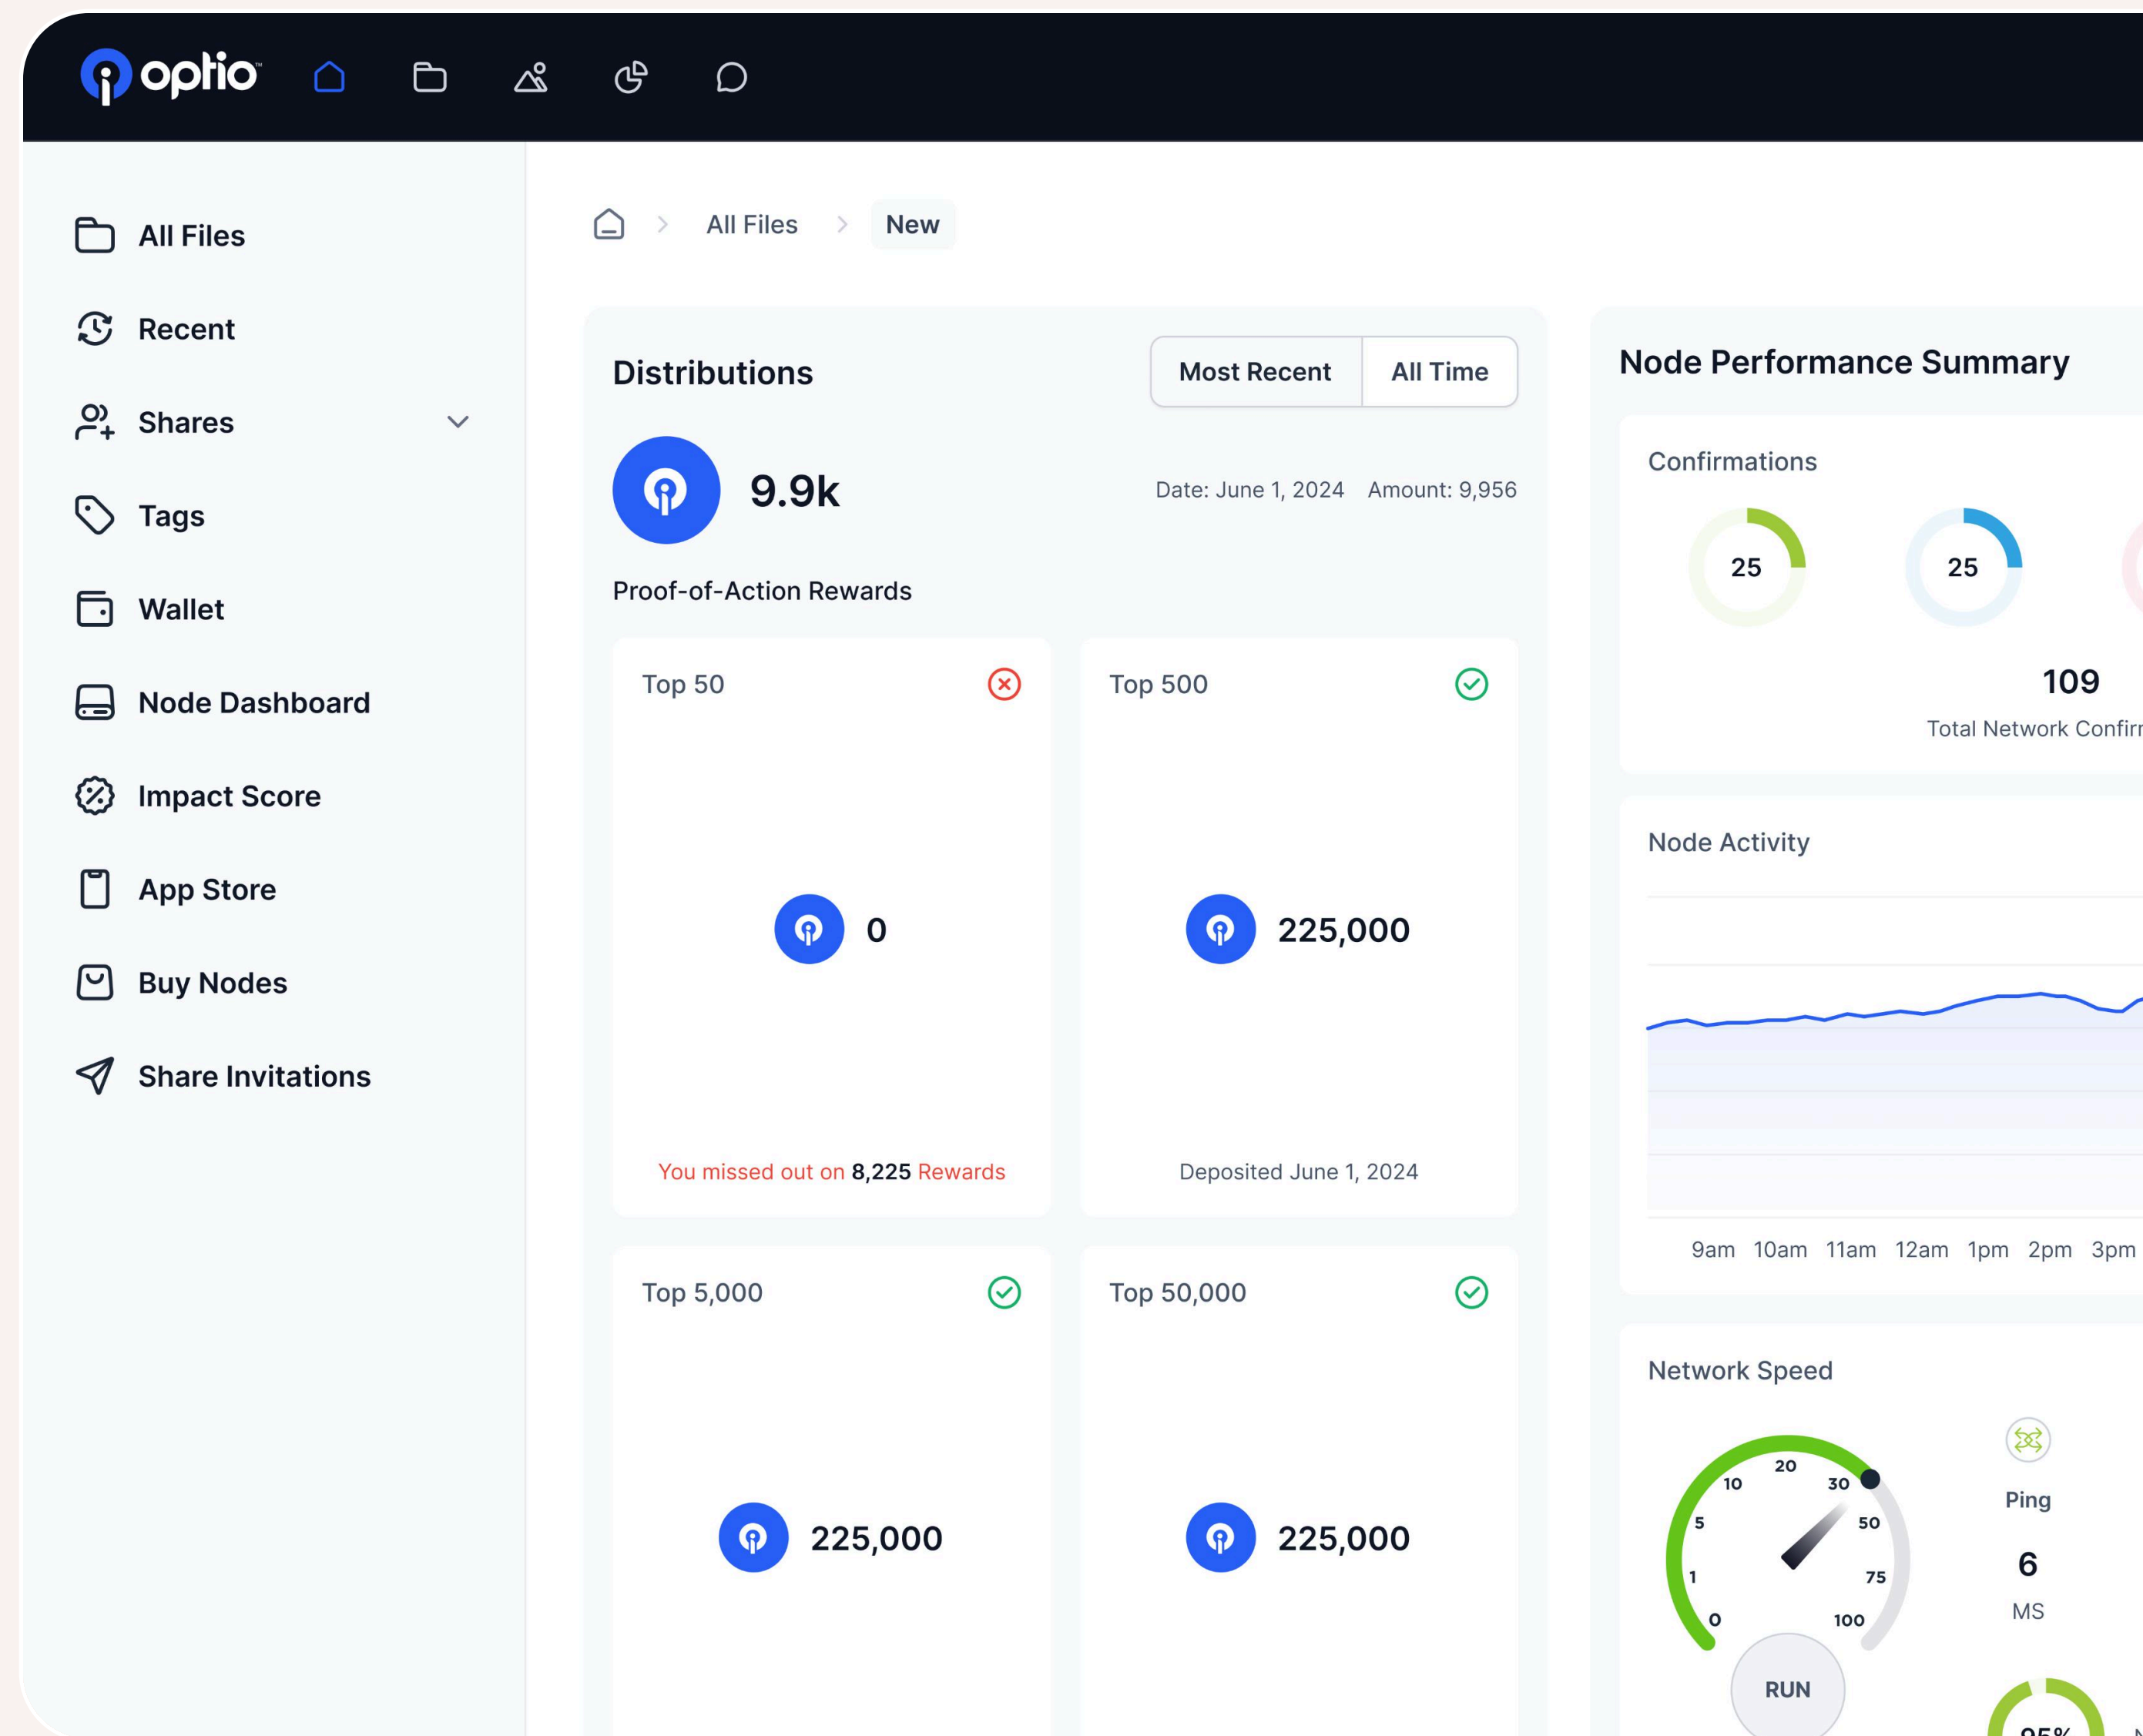 optio™
All Files
Recent
Shares
Tags
Wallet
Node Dashboard
Impact Score
App Store
Buy Nodes
Share Invitations
All Files
New
Distributions
Most Recent
All Time
9.9k
Date: June 1, 2024 Amount: 9,956
Proof-of-Action Rewards
Top 50
0
You missed out on 8,225 Rewards
Top 500
225,000
Deposited June 1, 2024
Top 5,000
225,000
Top 50,000
225,000
Node Performance Summary
Confirmations
25
25
109
Total Network
Node Activity
9am 10am 11am 12am 1pm 2pm 3pm
Network Speed
0
1
5
10
20
30
50
75
100
RUN
Ping
6
MS
95%